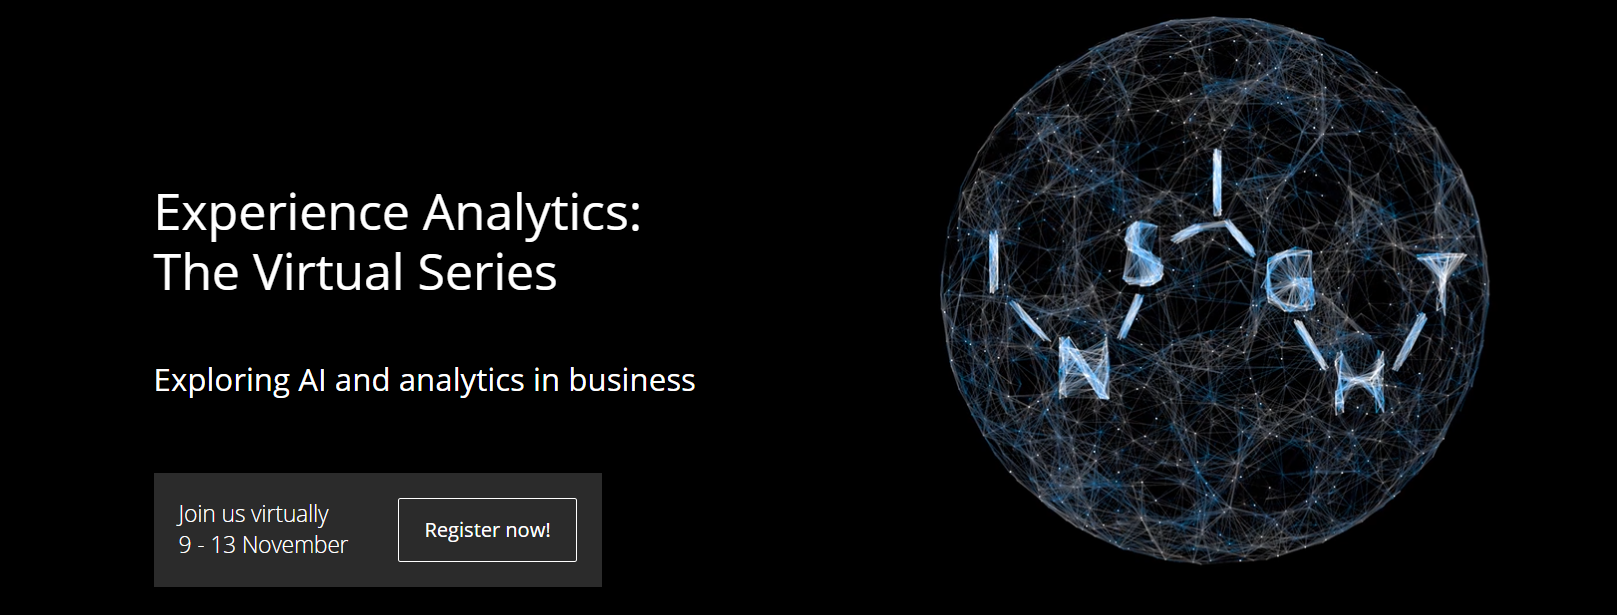 Experience Analytics:
The Virtual Series
Exploring AI and analytics in business
Join us virtually
9 - 13 November
Register now!
INSIGHT